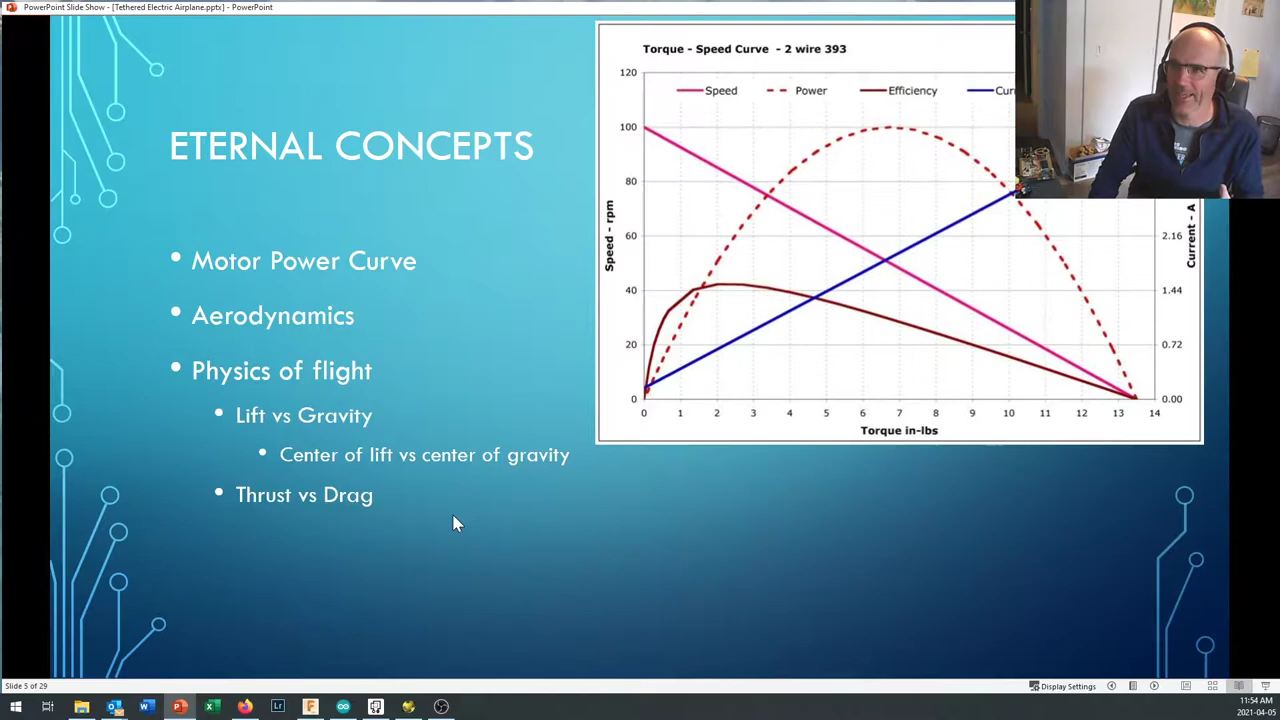 PowerPoint Slide Show - [Tethered Electric Airplane.pptx] - PowerPoint
ETERNAL CONCEPTS
• Motor Power Curve
• Aerodynamics
• Physics of flight
• Lift vs Gravity
• Center of lift vs center of gravity
• Thrust vs Drag
Torque - Speed Curve - 2 wire 393
Speed Power Efficiency Curr
120
100
80
60
40
20
0
Speed - rpm
2.16
1.44
0.72
0.00
Current - A
0 1 2 3 4 5 6 7 8 9 10 11 12 13 14
Torque in-lbs
Slide 5 of 29
Display Settings
11:54 AM
2021-04-05